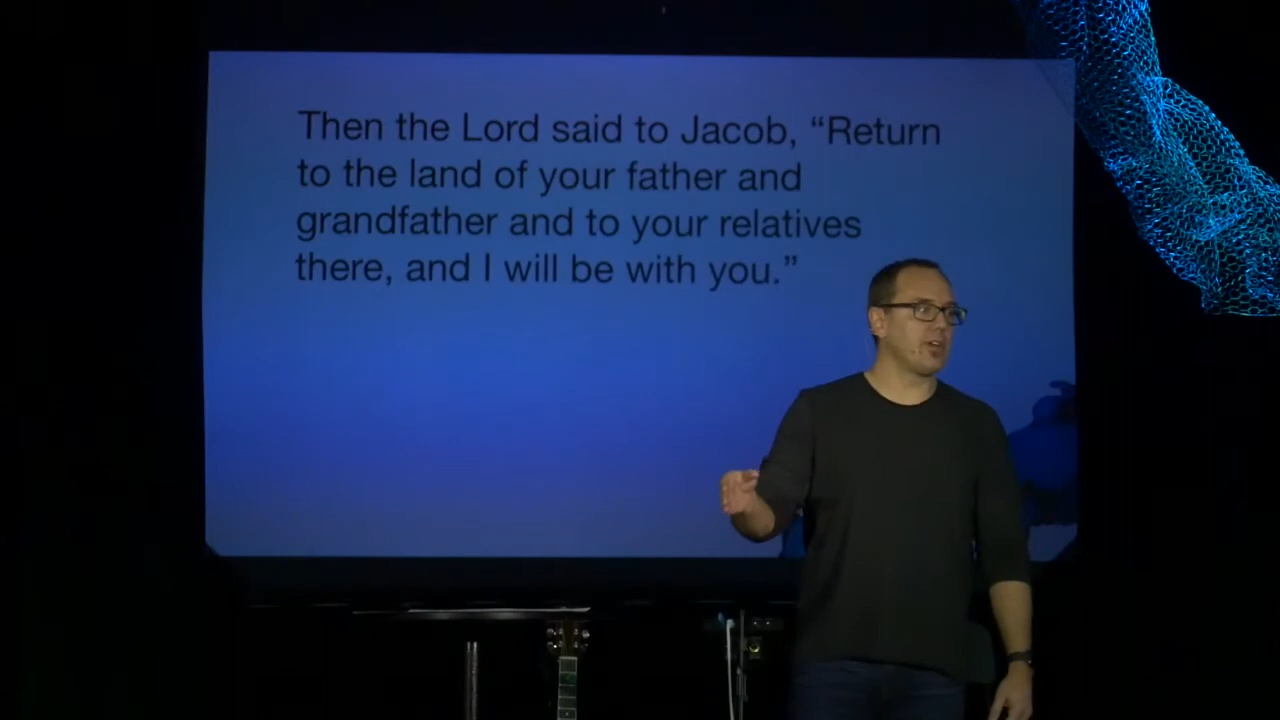 Then the Lord said to Jacob, “Return
to the land of your father and
grandfather and to your relatives
there, and I will be with you.”